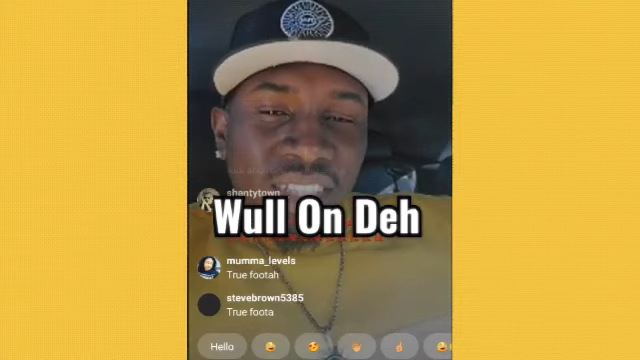 shantytown
Wull On Deh
mumma_levels
True footah
stevebrown5385
True foota
Hello